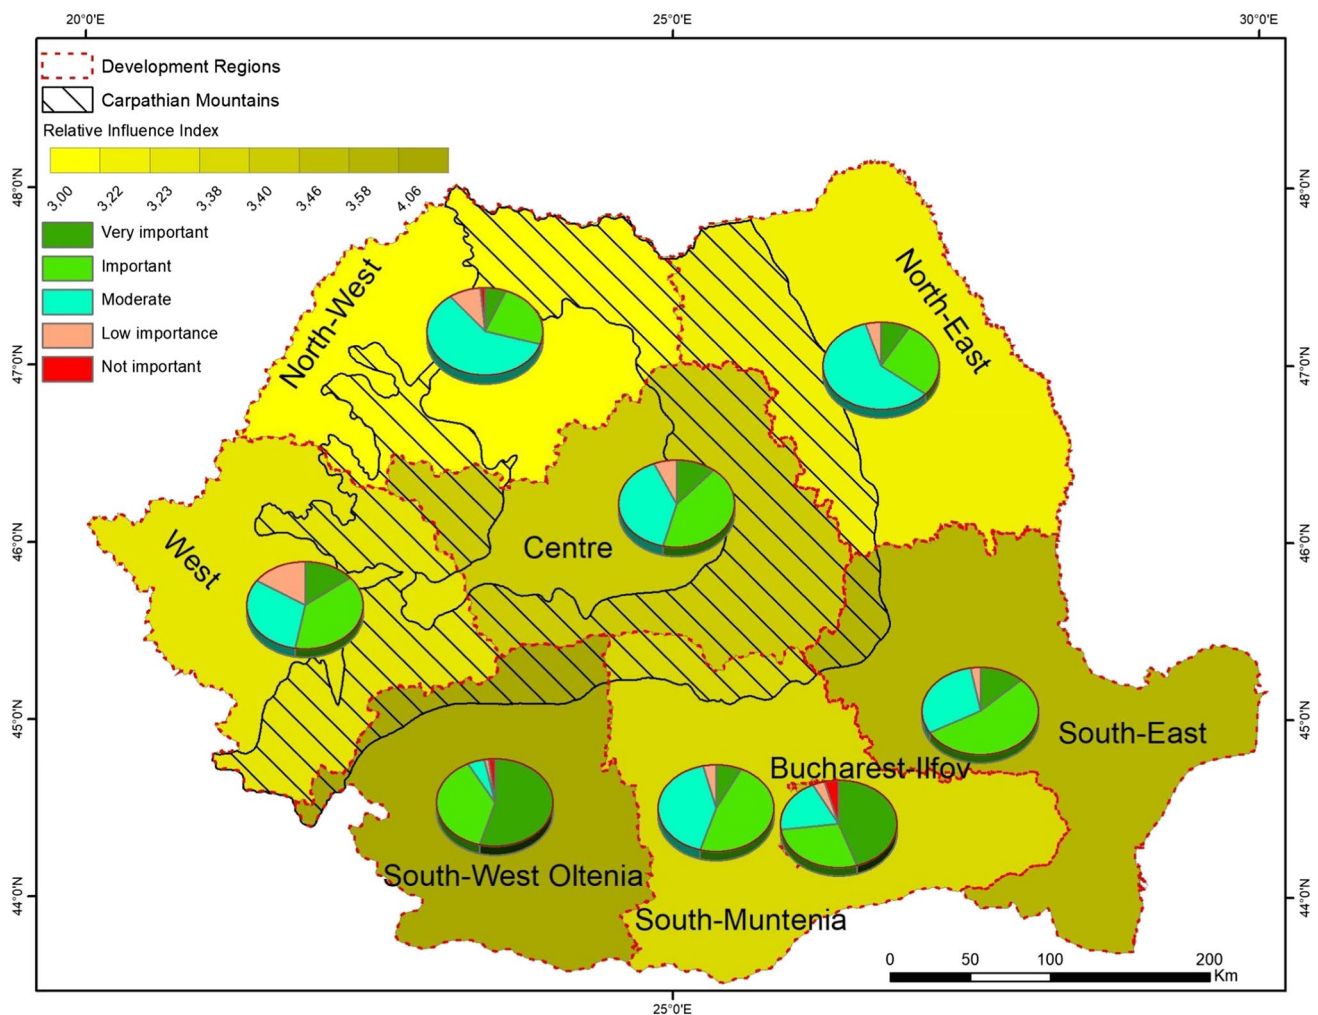 20°0'E 25°0'E 30°0'E
Development Regions
Carpathian Mountains
Relative Influence Index
3,00 3,22 3,23 3,38 3,40 3,46 3,58 4,06
Very important
Important
Moderate
Low importance
Not important
48°0'N 48°0'N
47°0'N 47°0'N
46°0'N 46°0'N
45°0'N 45°0'N
44°0'N 44°0'N
North-West
North-East
Centre
West
South-East
Bucharest-Ilfov
South-West Oltenia
South-Muntenia
0 50 100 200
Km
25°0'E